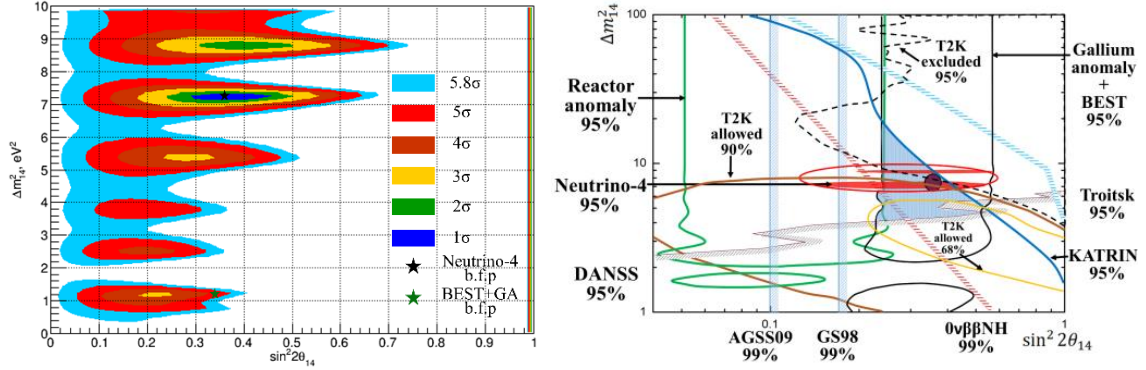 10
9
8
7
6
5
4
3
2
1
0
Δm²₁₄, eV²
0
0.1
0.2
0.3
0.4
0.5
0.6
0.7
0.8
0.9
1
sin²2θ₁₄
5.8σ
5σ
4σ
3σ
2σ
1σ
Neutrino-4
b.f.p
BEST+GA
b.f.p
Δm²₁₄
100
10
1
Reactor
anomaly
95%
Neutrino-4
95%
DANSS
95%
T2K
allowed
90%
T2K
excluded
95%
T2K
allowed
68%
Gallium
anomaly
+
BEST
95%
Troitsk
95%
KATRIN
95%
0.1
1
AGSS09
99%
GS98
99%
0νββNH
99%
sin² 2θ₁₄